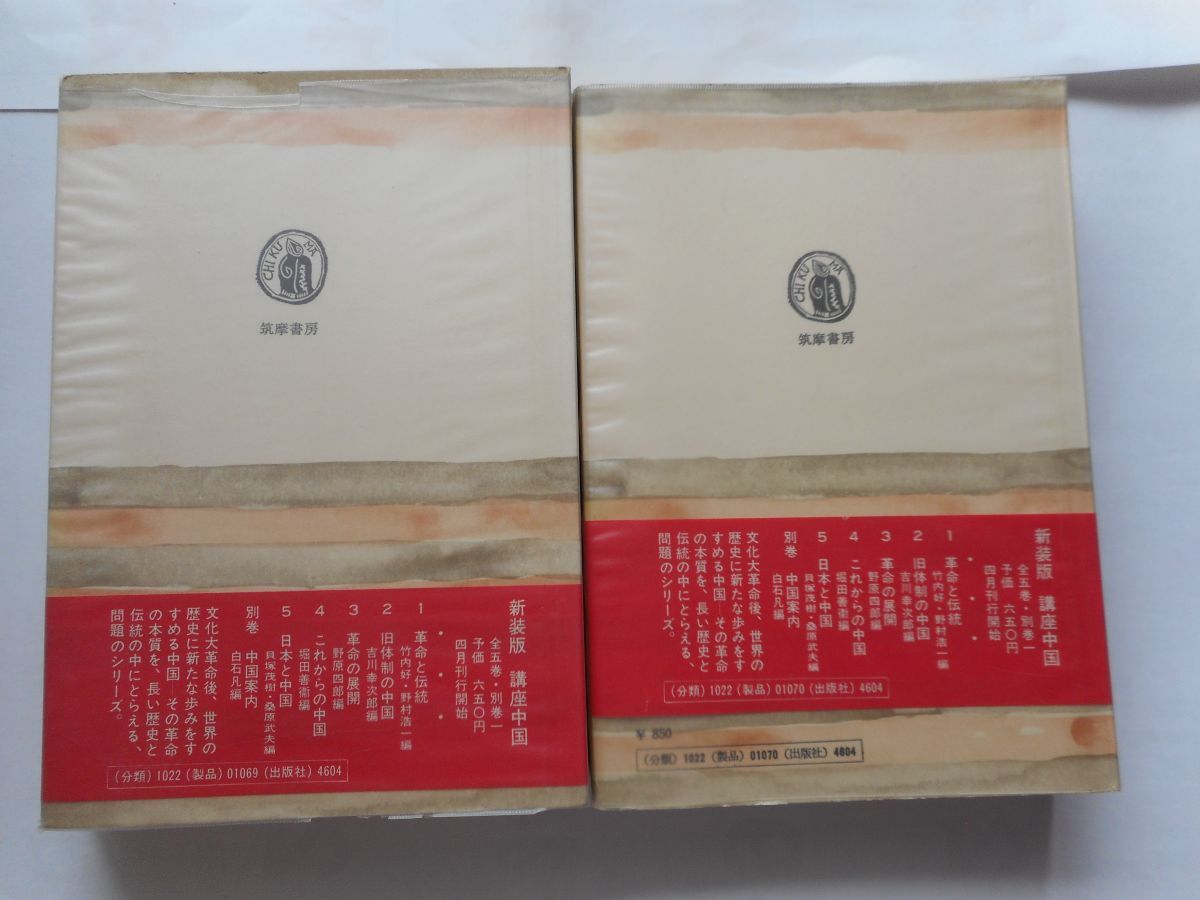 CHIKUMA
筑摩書房
新装版 講座中国
全五巻・別巻一
予価 六五〇円
四月刊行開始
・・・・
1 革命と伝統
竹内好・野村浩一編
2 旧体制の中国
吉川幸次郎編
3 革命の展開
野原四郎編
4 これからの中国
堀田善衞編
5 日本と中国
貝塚茂樹・桑原武夫編
別巻 中国案内
白石凡編
文化大革命後、世界の
歴史に新たな歩みをす
すめる中国―その革命
の本質を、長い歴史と
伝統の中にとらえる、
問題のシリーズ。
(分類) 1022 (製品) 01069 (出版社) 4604
CHIKUMA
筑摩書房
新装版 講座中国
全五巻・別巻一
予価 六五〇円
四月刊行開始
・・・・
1 革命と伝統
竹内好・野村浩一編
2 旧体制の中国
吉川幸次郎編
3 革命の展開
野原四郎編
4 これからの中国
堀田善衞編
5 日本と中国
貝塚茂樹・桑原武夫編
別巻 中国案内
白石凡編
文化大革命後、世界の
歴史に新たな歩みをす
すめる中国―その革命
の本質を、長い歴史と
伝統の中にとらえる、
問題のシリーズ。
(分類) 1022 (製品) 01070 (出版社) 4604
¥ 850
(分類) 1022 (製品) 01070 (出版社) 4604